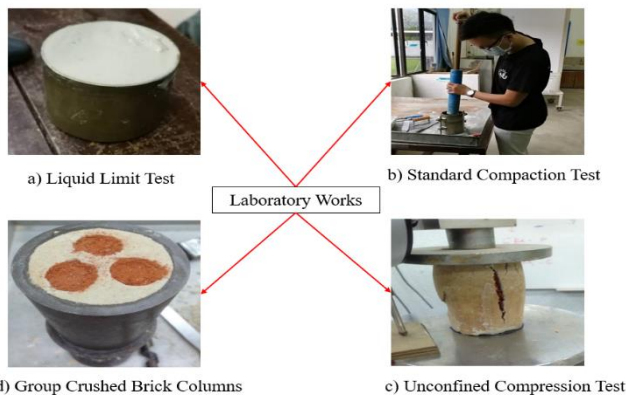 a) Liquid Limit Test
b) Standard Compaction Test
Laboratory Works
d) Group Crushed Brick Columns
c) Unconfined Compression Test